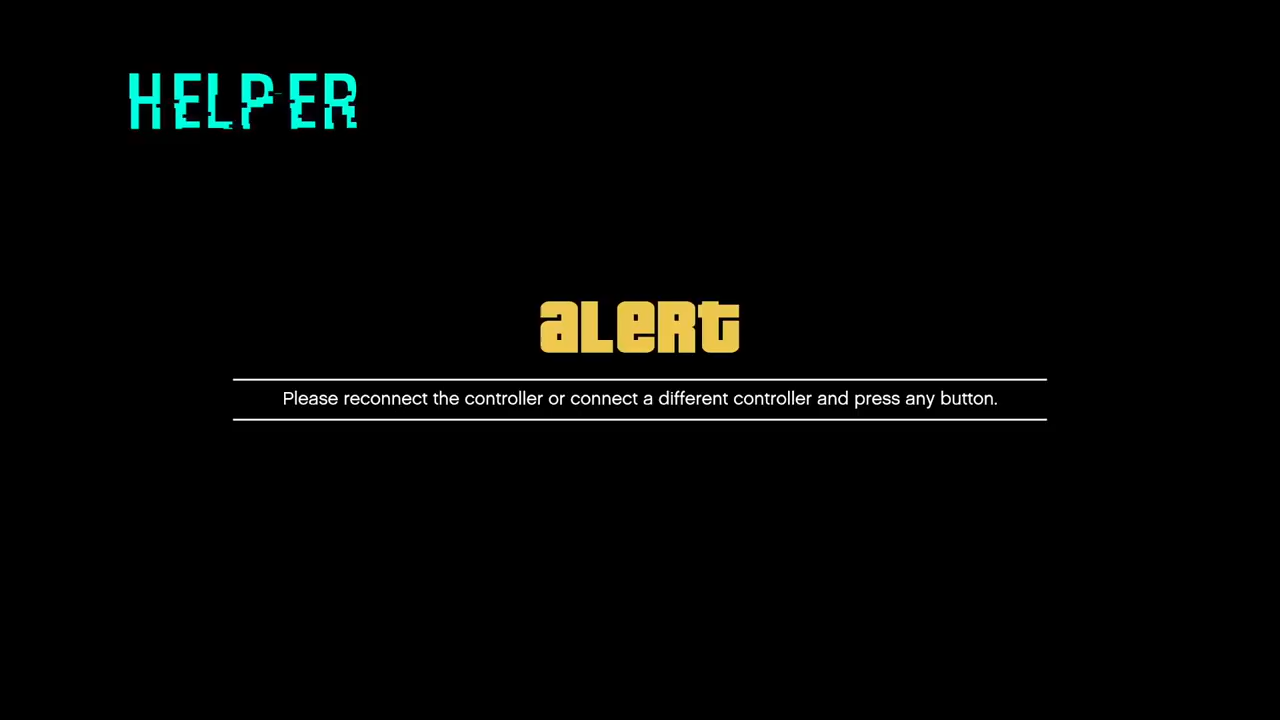 HELPER
aLeRt
Please reconnect the controller or connect a different controller and press any button.